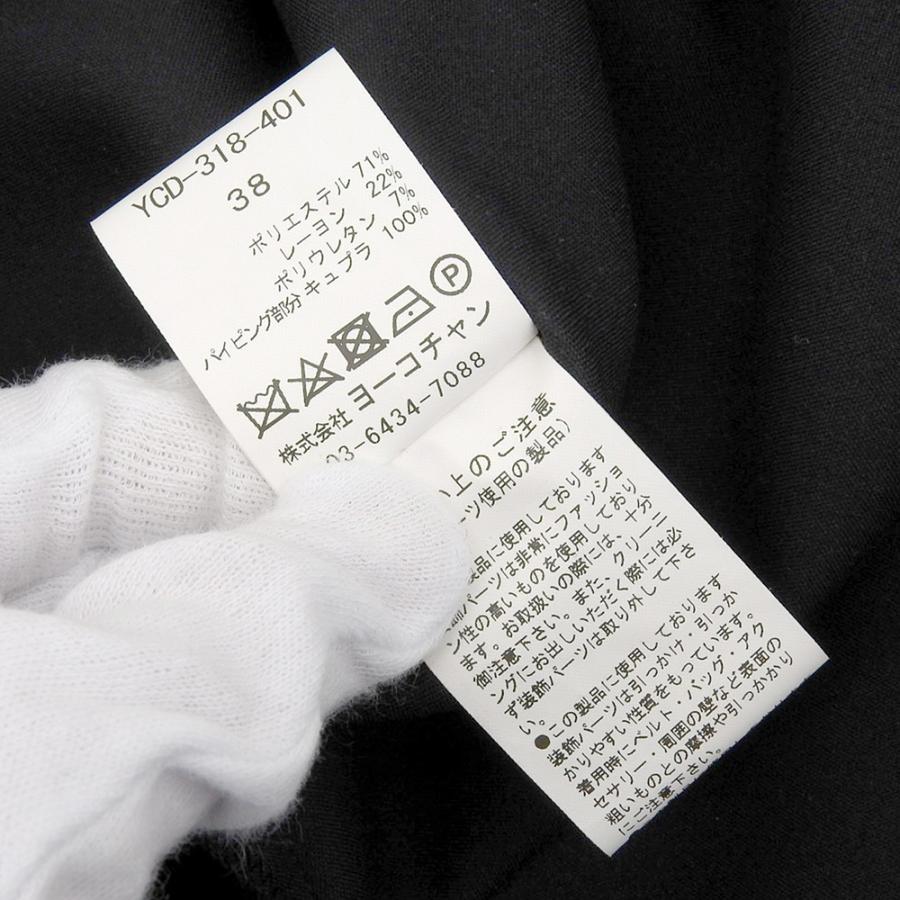 YCD-318-401
38
ポリエステル 71%
レーヨン 22%
ポリウレタン 7%
パイピング部分 キュプラ 100%
P
株式会社 ヨーコチャン
03-6434-7088
い上のご注意
ーツ使用の製品)
製品に使用しております
飾パーツは非常にファッショ
ン性の高いものを使用しており
ます。お取扱いの際には、十分
御注意下さい。また、クリーニ
ングにお出しいただく際には必
ず装飾パーツは取り外して下さ
い。
●この製品に使用しております
装飾パーツは引っつけ・引っか
かりやすい性質をもっています。
着用時にベルト・バッグ・アク
セサリー・周囲の壁など表面の
粗いものとの摩擦や引っかかり
にご注意下さい。